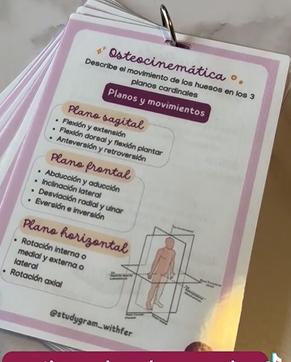 Osteocinemática
Describe el movimiento de los huesos en los 3
planos cardinales
Planos y movimientos
Plano sagital
• Flexión y extensión
• Flexión dorsal y flexión plantar
• Anteversión y retroversión
Plano frontal
• Abducción y aducción
• Inclinación lateral
• Desviación radial y ulnar
• Eversión e inversión
Plano horizontal
• Rotación interna o
medial y externa o
lateral
• Rotación axial
@studygram_withfer